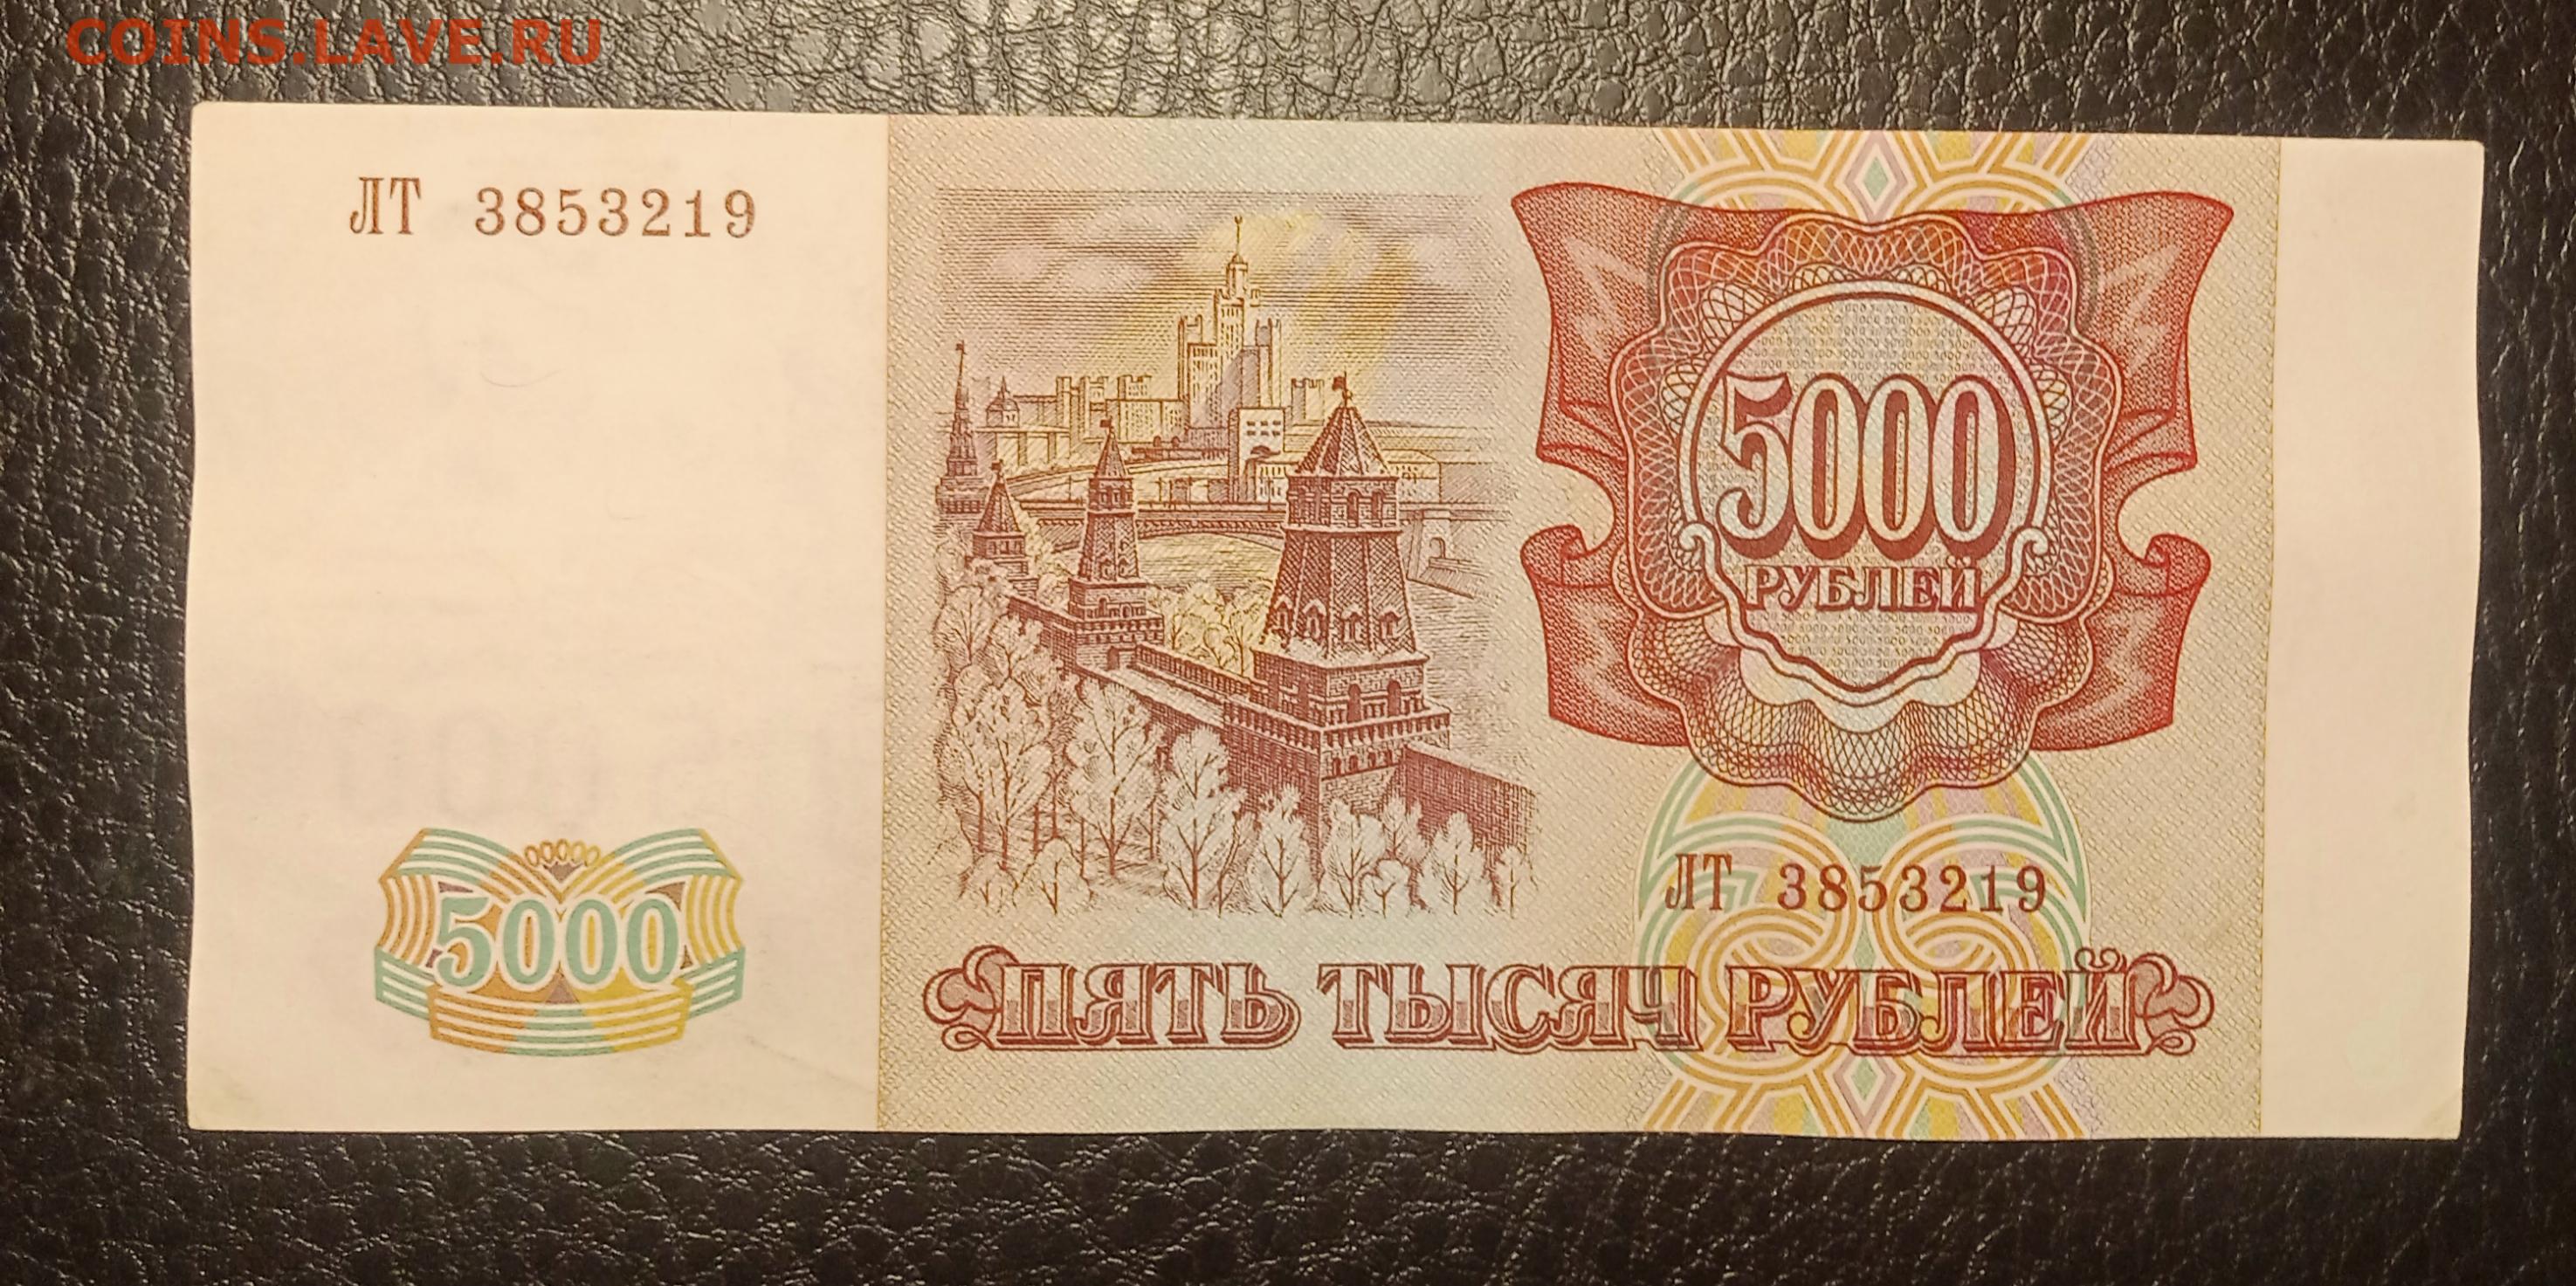 COINS.LAVE.RU
ЛТ 3853219
5000
РУБЛЕЙ
ЛТ 3853219
5000
ПЯТЬ ТЫСЯЧ РУБЛЕЙ